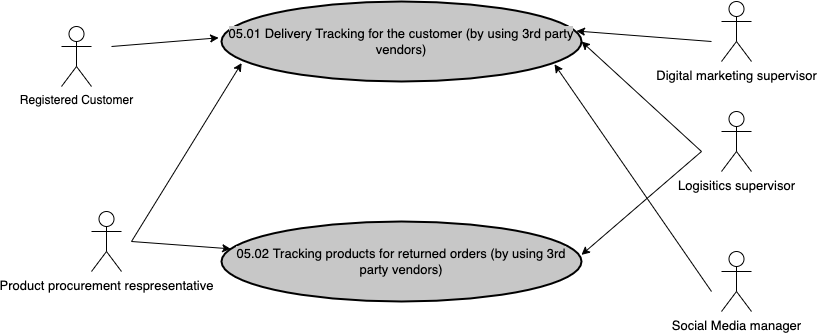 05.01 Delivery Tracking for the customer (by using 3rd party
vendors)
Registered Customer
Digital marketing supervisor
Logisitics supervisor
05.02 Tracking products for returned orders (by using 3rd
party vendors)
Product procurement respresentative
Social Media manager